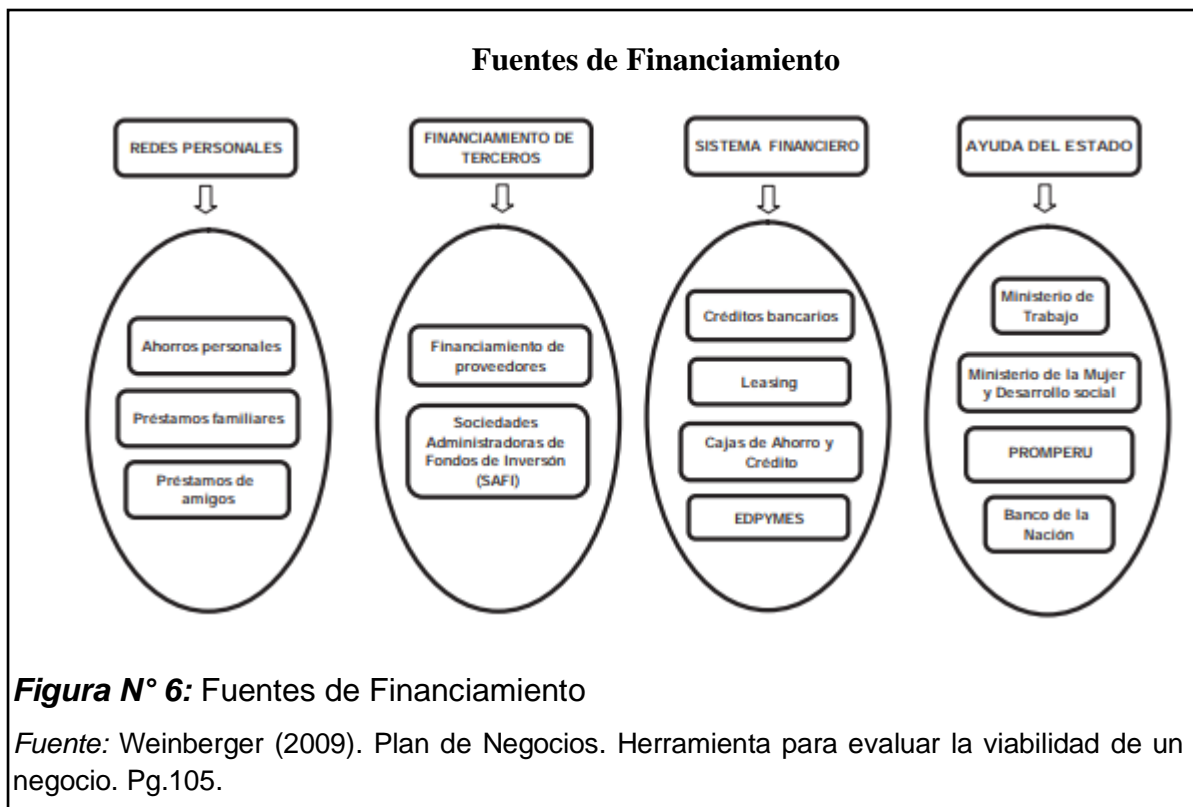 Fuentes de Financiamiento
REDES PERSONALES
Ahorros personales
Préstamos familiares
Préstamos de
amigos
FINANCIAMIENTO DE
TERCEROS
Financiamiento de
proveedores
Sociedades
Administradoras de
Fondos de Inversón
(SAFI)
SISTEMA FINANCIERO
Créditos bancarios
Leasing
Cajas de Ahorro y
Crédito
EDPYMES
AYUDA DEL ESTADO
Ministerio de
Trabajo
Ministerio de la Mujer
y Desarrollo social
PROMPERU
Banco de la
Nación
Figura N° 6: Fuentes de Financiamiento
Fuente: Weinberger (2009). Plan de Negocios. Herramienta para evaluar la viabilidad de un
negocio. Pg.105.